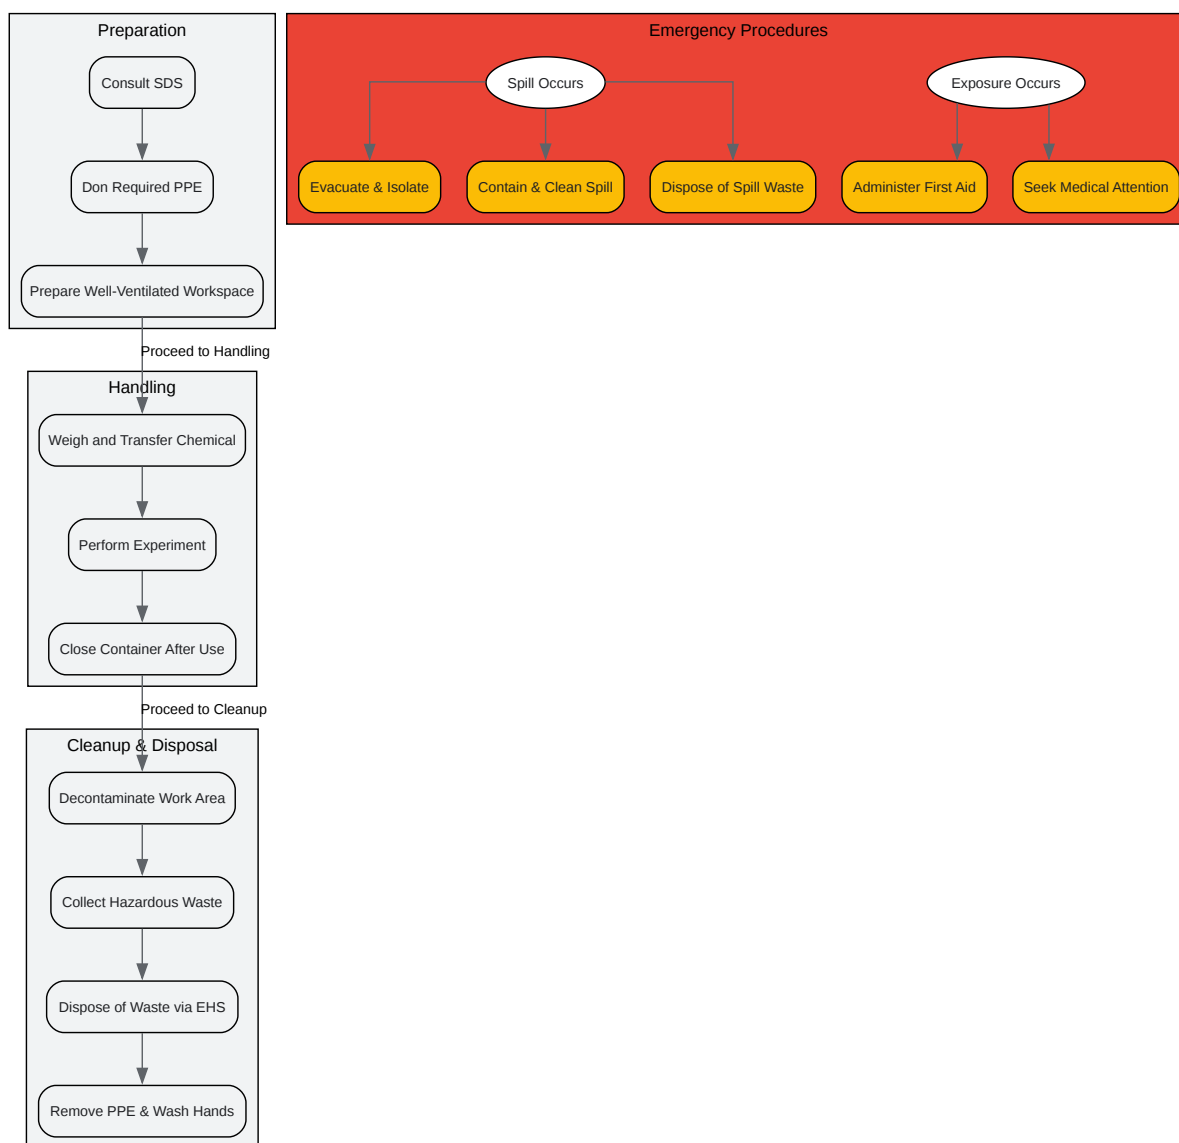 Preparation
Consult SDS
Don Required PPE
Prepare Well-Ventilated Workspace
Proceed to Handling
Handling
Weigh and Transfer Chemical
Perform Experiment
Close Container After Use
Proceed to Cleanup
Cleanup & Disposal
Decontaminate Work Area
Collect Hazardous Waste
Dispose of Waste via EHS
Remove PPE & Wash Hands
Emergency Procedures
Spill Occurs
Exposure Occurs
Evacuate & Isolate
Contain & Clean Spill
Dispose of Spill Waste
Administer First Aid
Seek Medical Attention